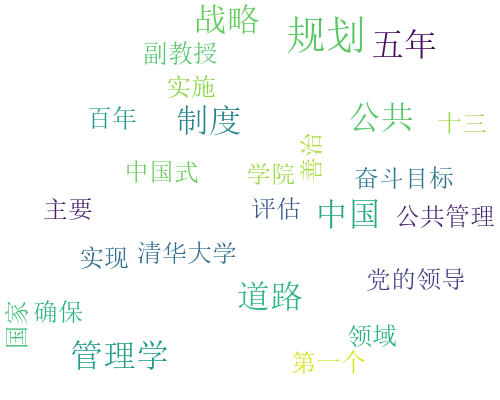 战略
规划
五年
副教授
实施
百年
制度
公共
十三
善治
中国式
学院
奋斗目标
主要
评估
中国
公共管理
实现
清华大学
党的领导
道路
国家
确保
领域
管理学
第一个